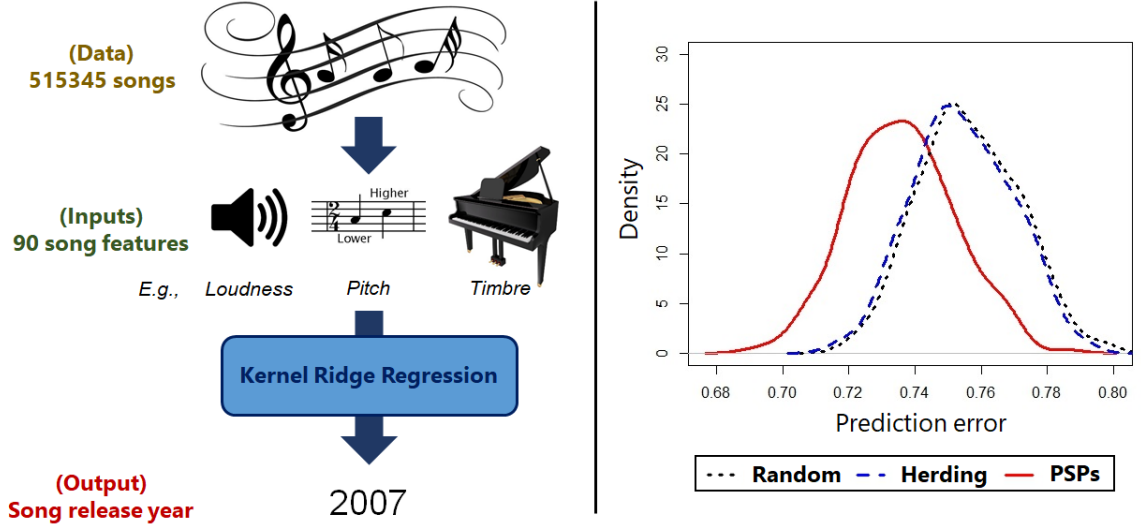 (Data)
515345 songs
(Inputs)
90 song features
2
4
Higher
Lower
E.g., Loudness Pitch Timbre
Kernel Ridge Regression
(Output)
Song release year
2007
30
25
20
15
10
5
0
Density
0.68 0.70 0.72 0.74 0.76 0.78 0.80
Prediction error
Random Herding PSPs